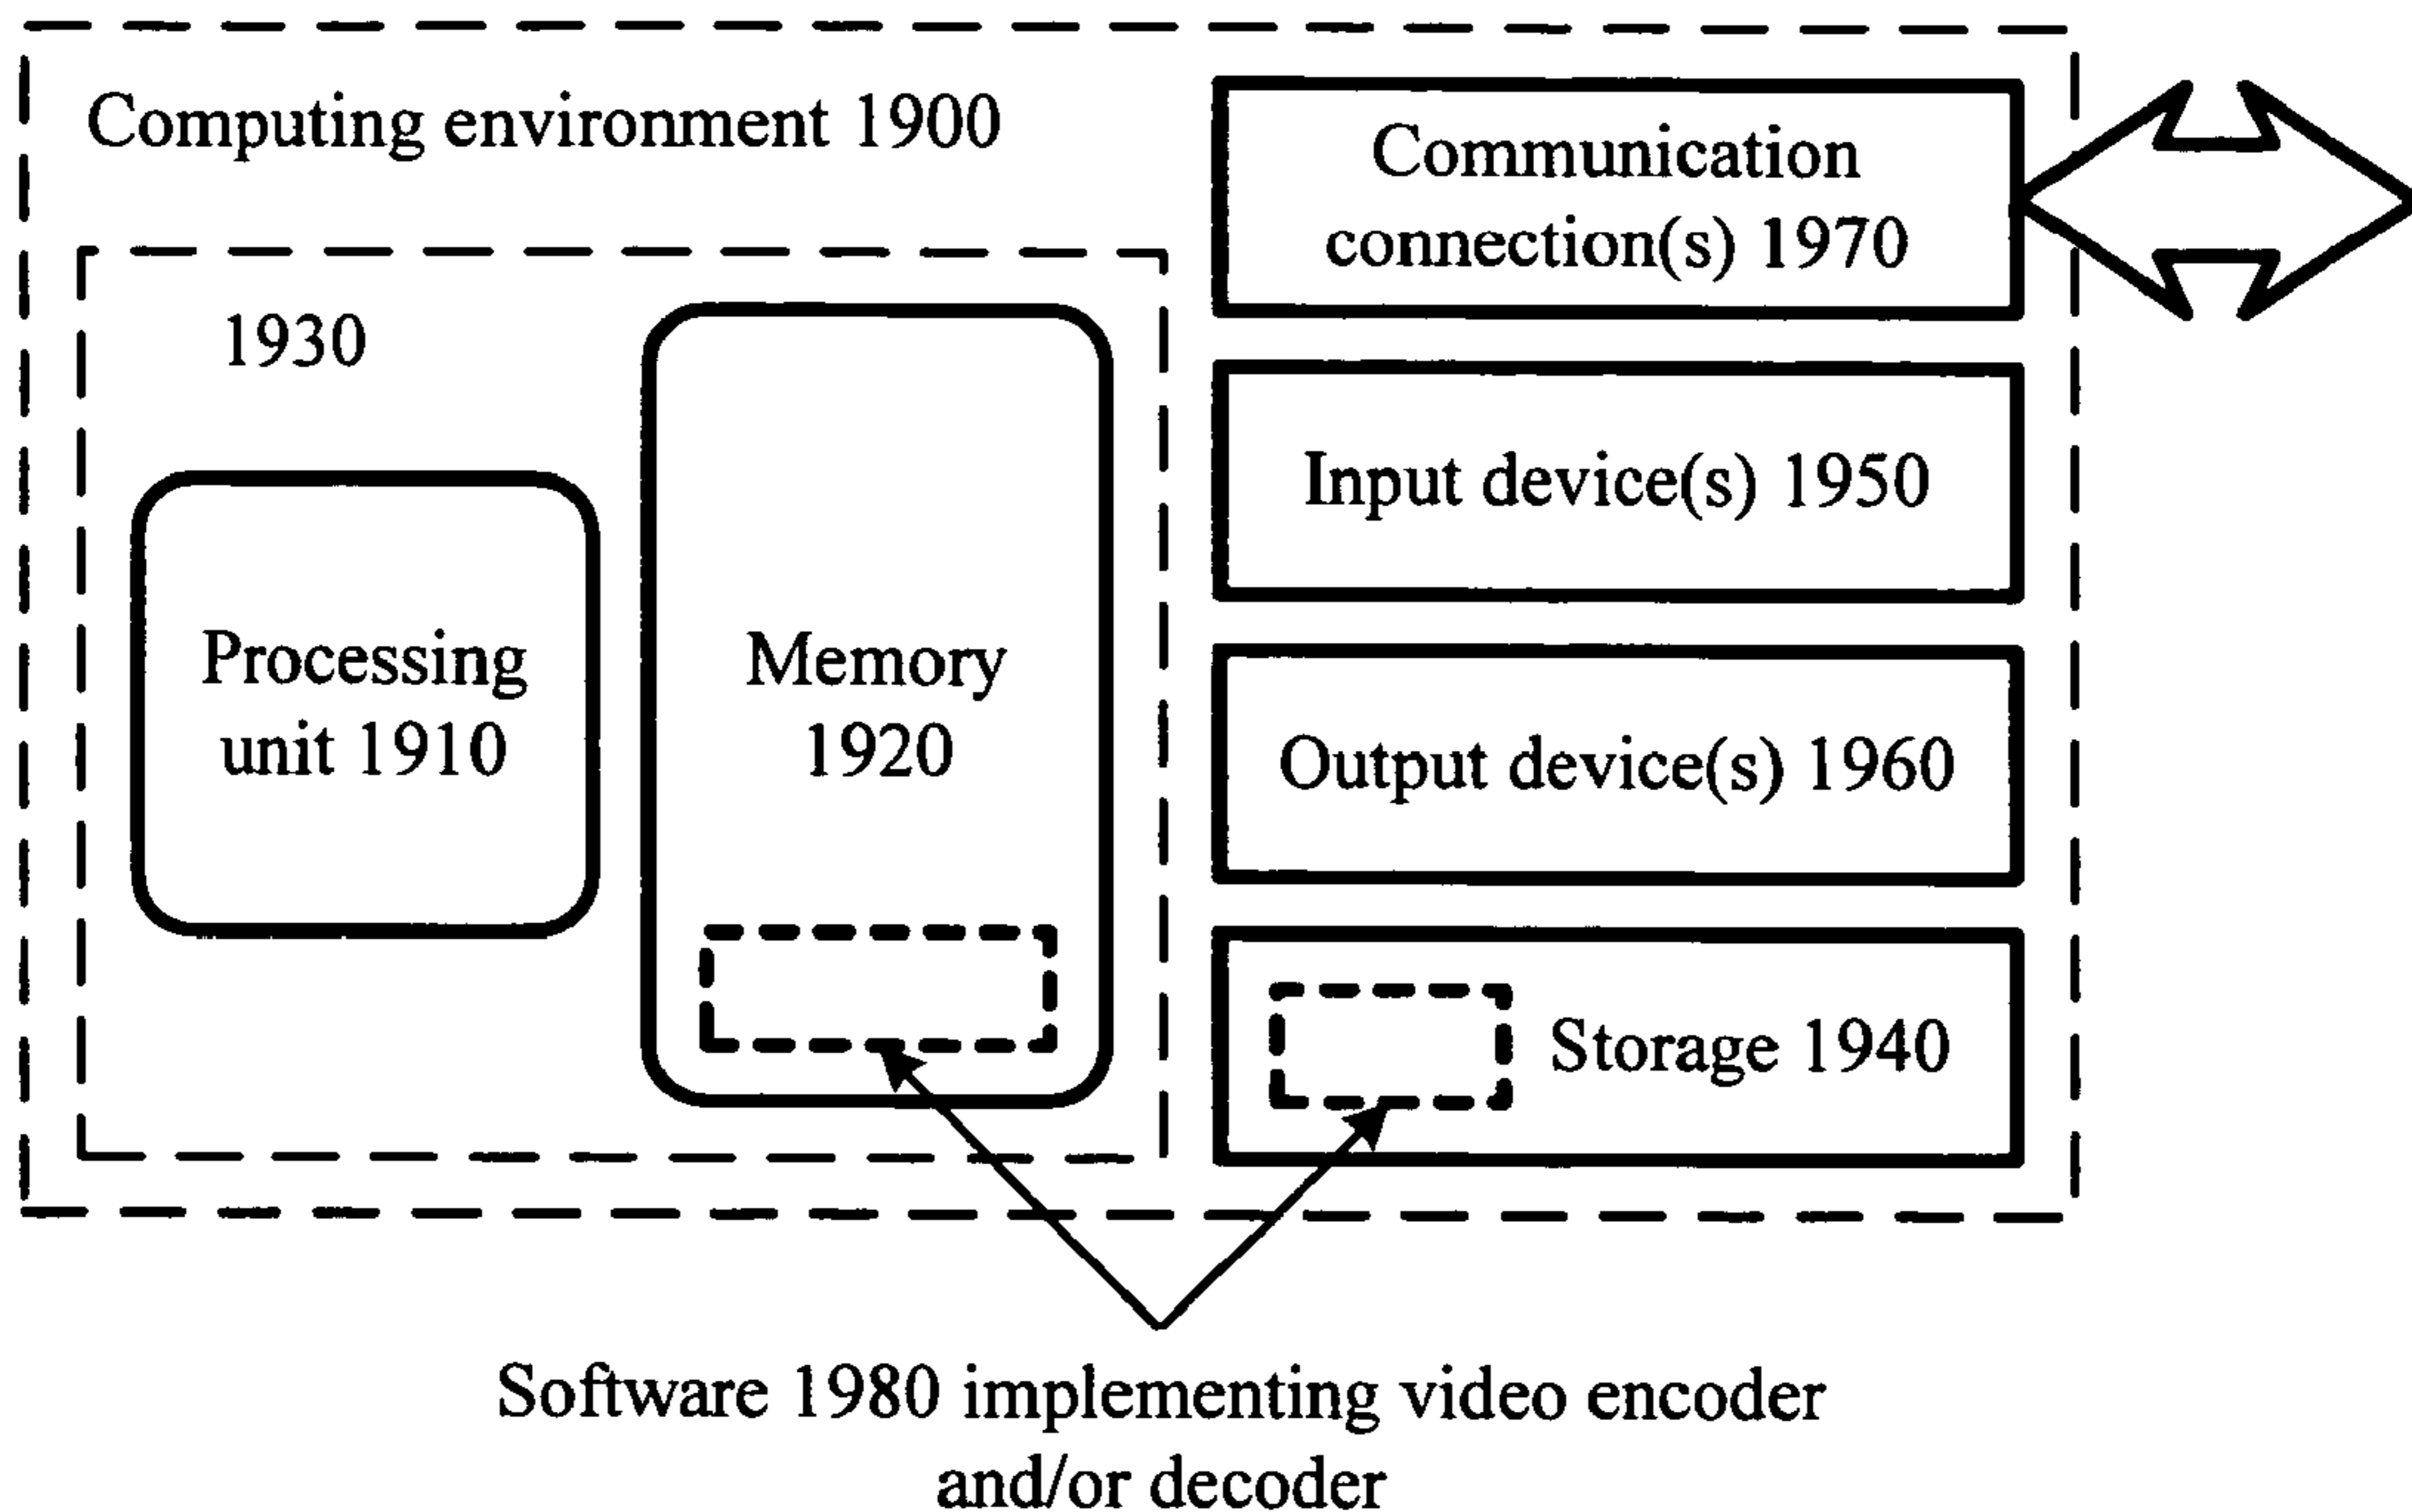 Computing environment 1900
Communication
connection(s) 1970
1930
Input device(s) 1950
Processing
unit 1910
Memory
1920
Output device(s) 1960
Storage 1940
Software 1980 implementing video encoder
and/or decoder